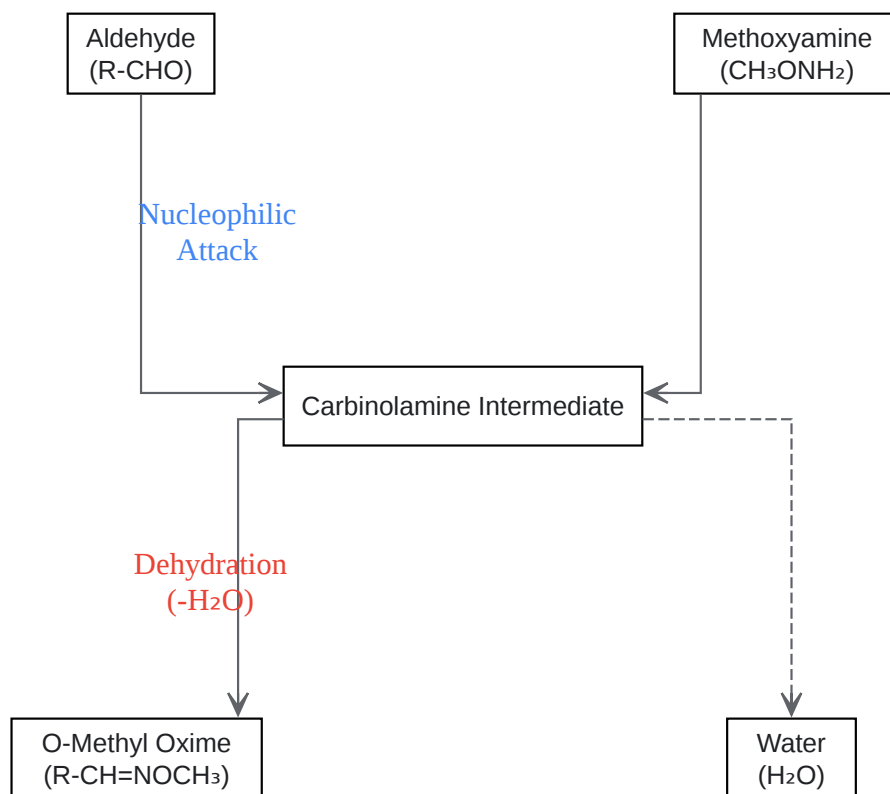 Aldehyde
(R-CHO)
Methoxyamine
(CH₃ONH₂)
Nucleophilic
Attack
Carbinolamine Intermediate
Dehydration
(-H₂O)
O-Methyl Oxime
(R-CH=NOCH₃)
Water
(H₂O)